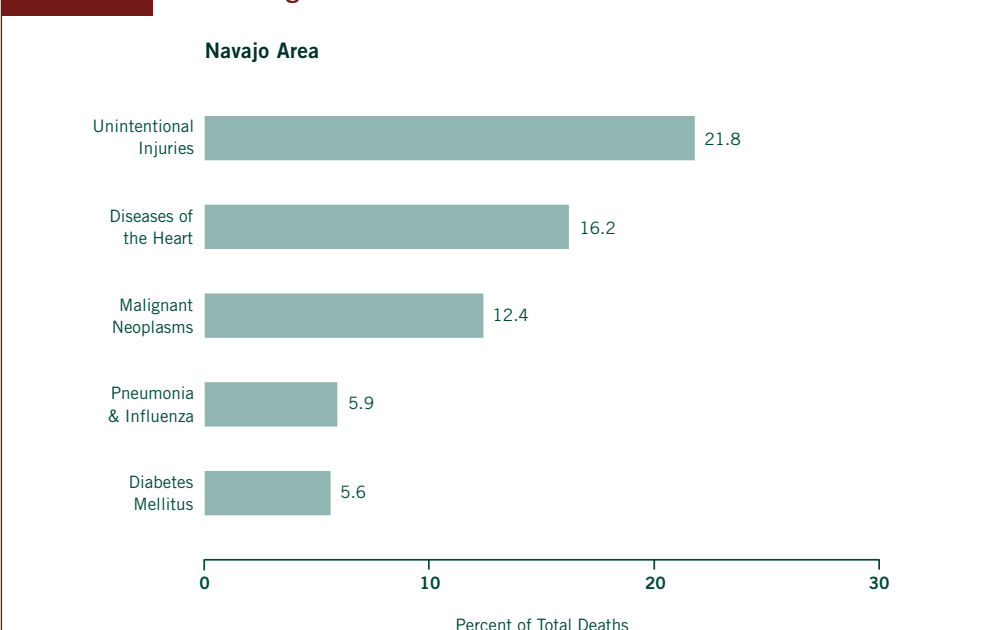 Navajo Area
Unintentional
Injuries
21.8
Diseases of
the Heart
16.2
Malignant
Neoplasms
12.4
Pneumonia
& Influenza
5.9
Diabetes
Mellitus
5.6
0 10 20 30
Percent of Total Deaths